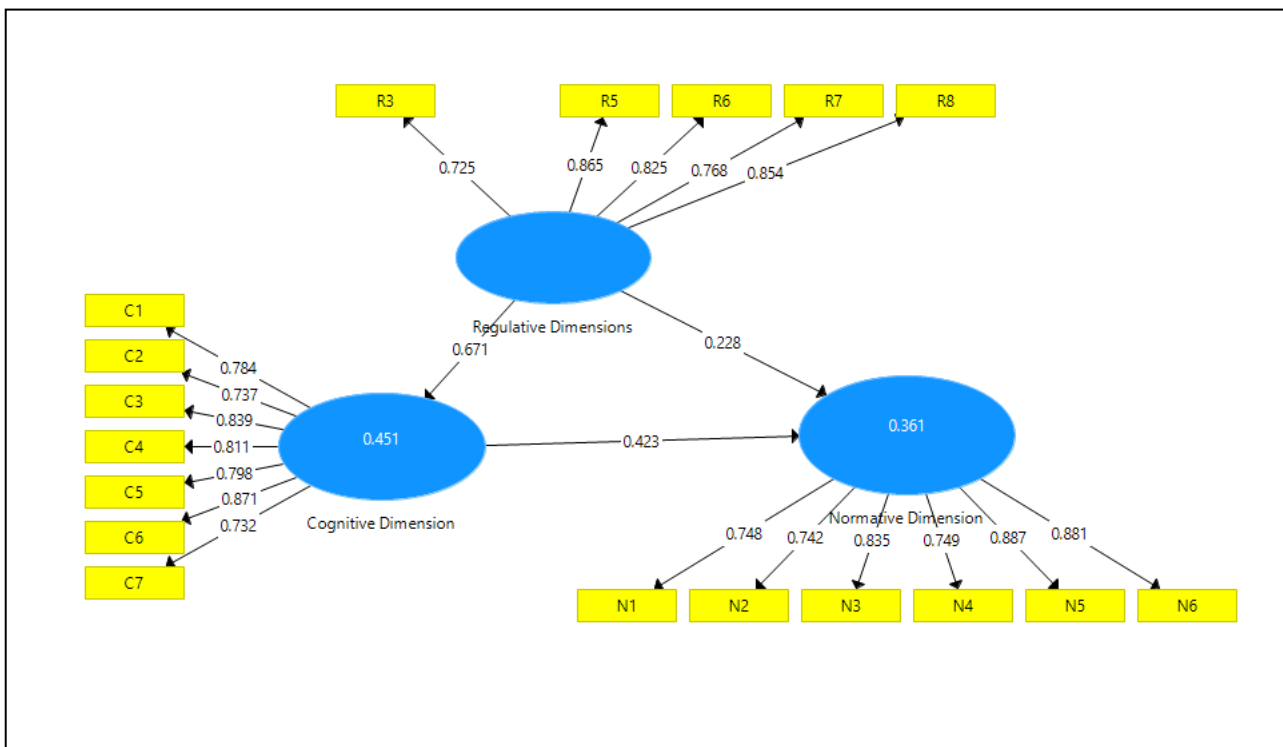 R3
R5
R6
R7
R8
0.725
0.865
0.825
0.768
0.854
Regulative Dimensions
0.671
0.228
C1
C2
C3
C4
C5
C6
C7
0.784
0.737
0.839
0.811
0.798
0.871
0.732
0.451
Cognitive Dimension
0.423
0.361
Normative Dimension
0.748
0.742
0.835
0.749
0.887
0.881
N1
N2
N3
N4
N5
N6